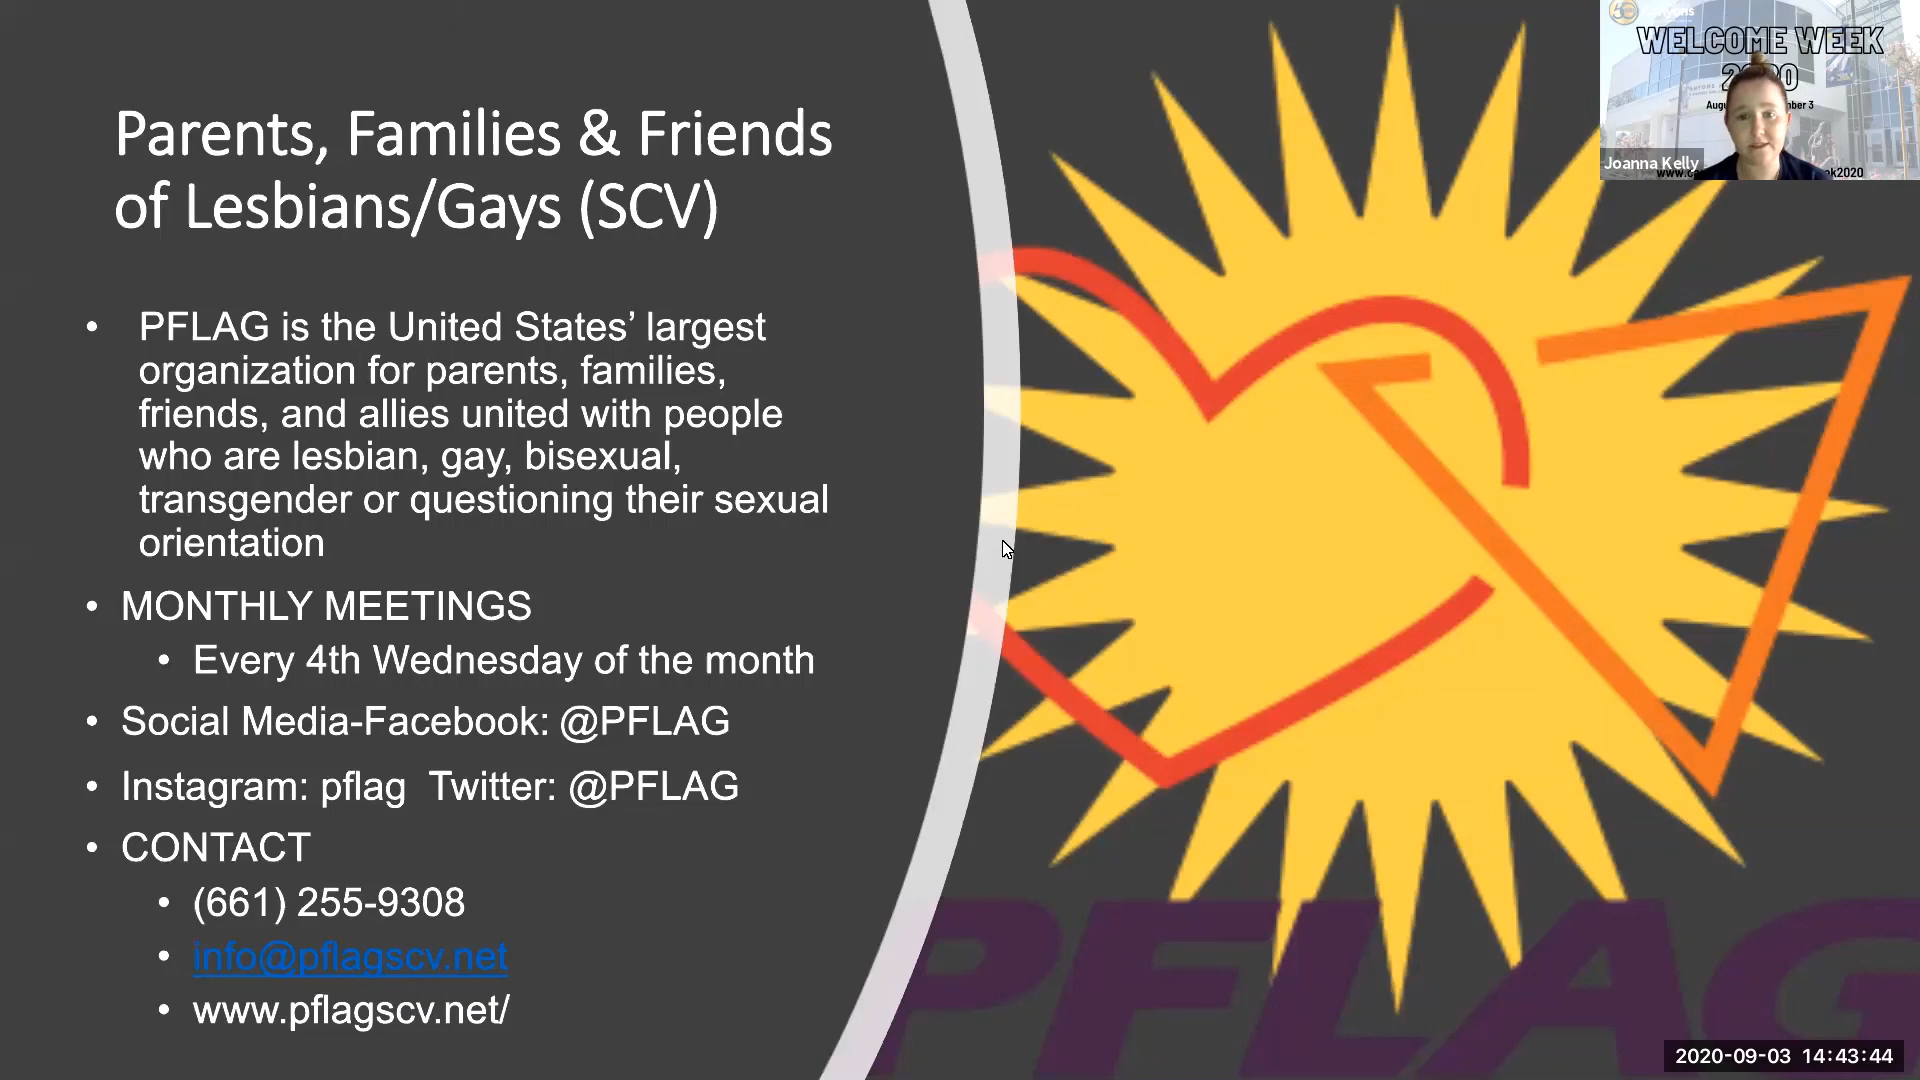 Parents, Families & Friends
of Lesbians/Gays (SCV)
• PFLAG is the United States’ largest
organization for parents, families,
friends, and allies united with people
who are lesbian, gay, bisexual,
transgender or questioning their sexual
orientation
• MONTHLY MEETINGS
• Every 4th Wednesday of the month
• Social Media-Facebook: @PFLAG
• Instagram: pflag  Twitter: @PFLAG
• CONTACT
• (661) 255-9308
• info@pflagscv.net
• www.pflagscv.net/
PFLAG
WELCOME WEEK
Joanna Kelly
2020-09-03 14:43:44